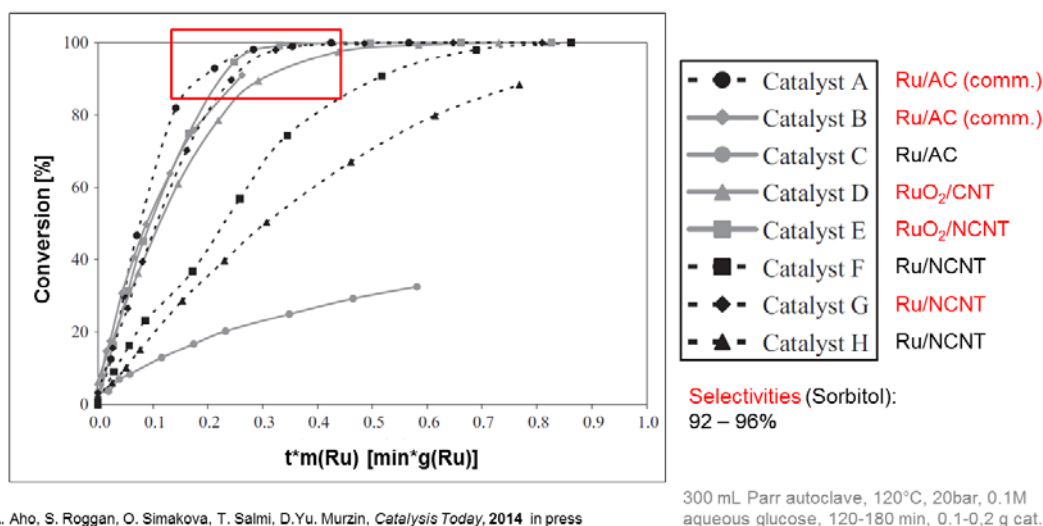 100
80
60
40
20
0
Conversion [%]
0.0 0.1 0.2 0.3 0.4 0.5 0.6 0.7 0.8 0.9 1.0
t*m(Ru) [min*g(Ru)]
Catalyst A Ru/AC (comm.)
Catalyst B Ru/AC (comm.)
Catalyst C Ru/AC
Catalyst D RuO₂/CNT
Catalyst E RuO₂/NCNT
Catalyst F Ru/NCNT
Catalyst G Ru/NCNT
Catalyst H Ru/NCNT
Selectivities (Sorbitol):
92 – 96%
300 mL Parr autoclave, 120°C, 20bar, 0.1M
aqueous glucose, 120-180 min, 0.1-0,2 g cat.
. Aho, S. Roggan, O. Simakova, T. Salmi, D.Yu. Murzin, Catalysis Today, 2014 in press